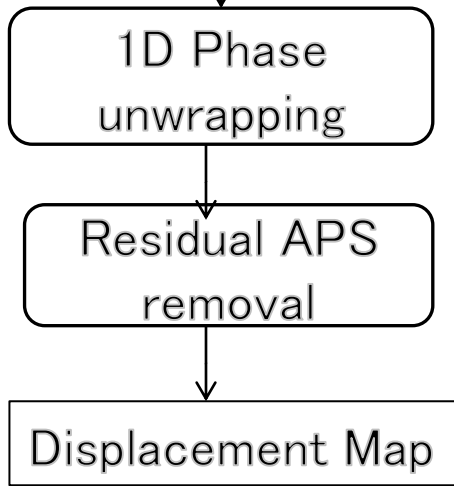 1D Phase
unwrapping
Residual APS
removal
Displacement Map